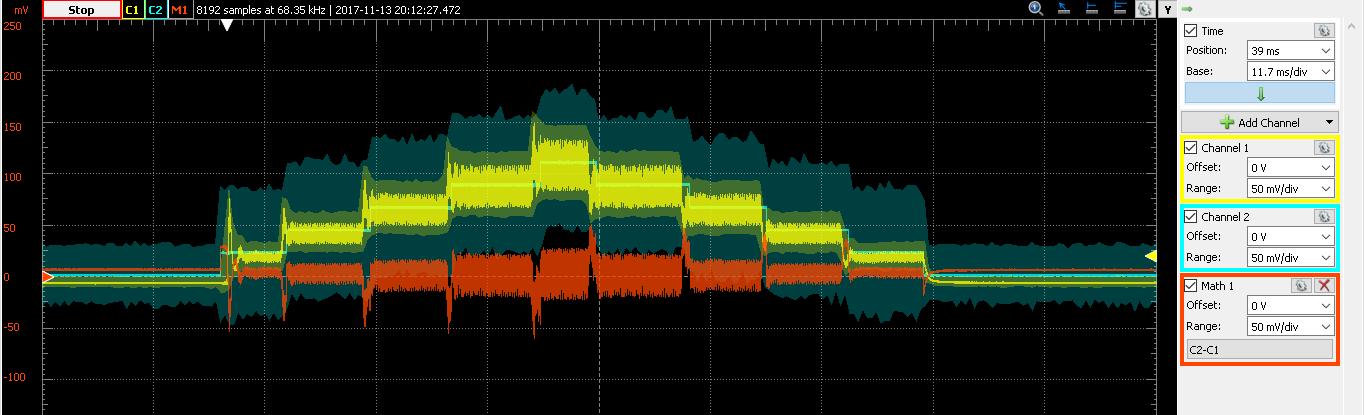 mV Stop C1 C2 M1 8192 samples at 68.35 kHz | 2017-11-13 20:12:27.472 Y
250
200
150
100
50
0
-50
-100
Time
Position: 39 ms
Base: 11.7 ms/div
Add Channel
Channel 1
Offset: 0 V
Range: 50 mV/div
Channel 2
Offset: 0 V
Range: 50 mV/div
Math 1
Offset: 0 V
Range: 50 mV/div
C2-C1